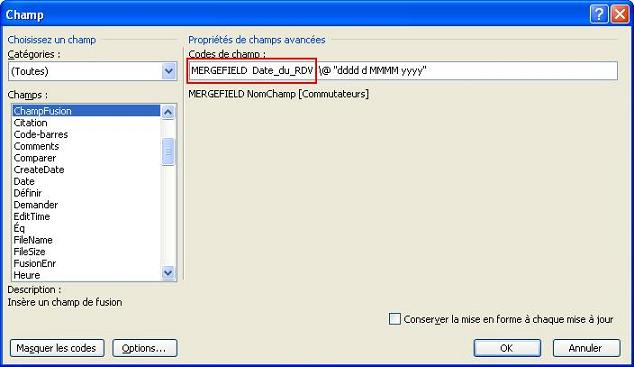 Champ
Choisissez un champ
Catégories :
(Toutes)
Champs :
ChampFusion
Citation
Code-barres
Comments
Comparer
CreateDate
Date
Définir
Demander
EditTime
Éq
FileName
FileSize
FusionEnr
Heure
Description :
Insère un champ de fusion
Propriétés de champs avancées
Codes de champ :
MERGEFIELD Date_du_RDV \@ "dddd d MMMM yyyy"
MERGEFIELD NomChamp [Commutateurs]
Conserver la mise en forme à chaque mise à jour
Masquer les codes
Options...
OK
Annuler